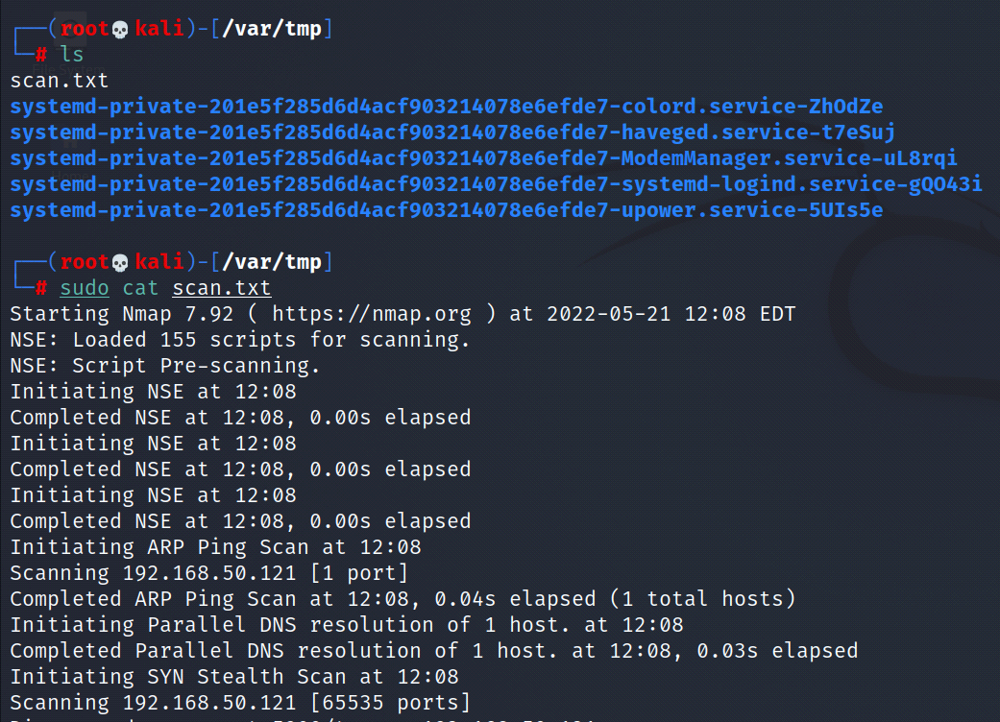 ┌──(root💀kali)-[/var/tmp]
└─# ls
scan.txt
systemd-private-201e5f285d6d4acf903214078e6efde7-colord.service-ZhOdZe
systemd-private-201e5f285d6d4acf903214078e6efde7-haveged.service-t7eSuj
systemd-private-201e5f285d6d4acf903214078e6efde7-ModemManager.service-uL8rqi
systemd-private-201e5f285d6d4acf903214078e6efde7-systemd-logind.service-gQO43i
systemd-private-201e5f285d6d4acf903214078e6efde7-upower.service-5UIs5e
┌──(root💀kali)-[/var/tmp]
└─# sudo cat scan.txt
Starting Nmap 7.92 ( https://nmap.org ) at 2022-05-21 12:08 EDT
NSE: Loaded 155 scripts for scanning.
NSE: Script Pre-scanning.
Initiating NSE at 12:08
Completed NSE at 12:08, 0.00s elapsed
Initiating NSE at 12:08
Completed NSE at 12:08, 0.00s elapsed
Initiating NSE at 12:08
Completed NSE at 12:08, 0.00s elapsed
Initiating ARP Ping Scan at 12:08
Scanning 192.168.50.121 [1 port]
Completed ARP Ping Scan at 12:08, 0.04s elapsed (1 total hosts)
Initiating Parallel DNS resolution of 1 host. at 12:08
Completed Parallel DNS resolution of 1 host. at 12:08, 0.03s elapsed
Initiating SYN Stealth Scan at 12:08
Scanning 192.168.50.121 [65535 ports]